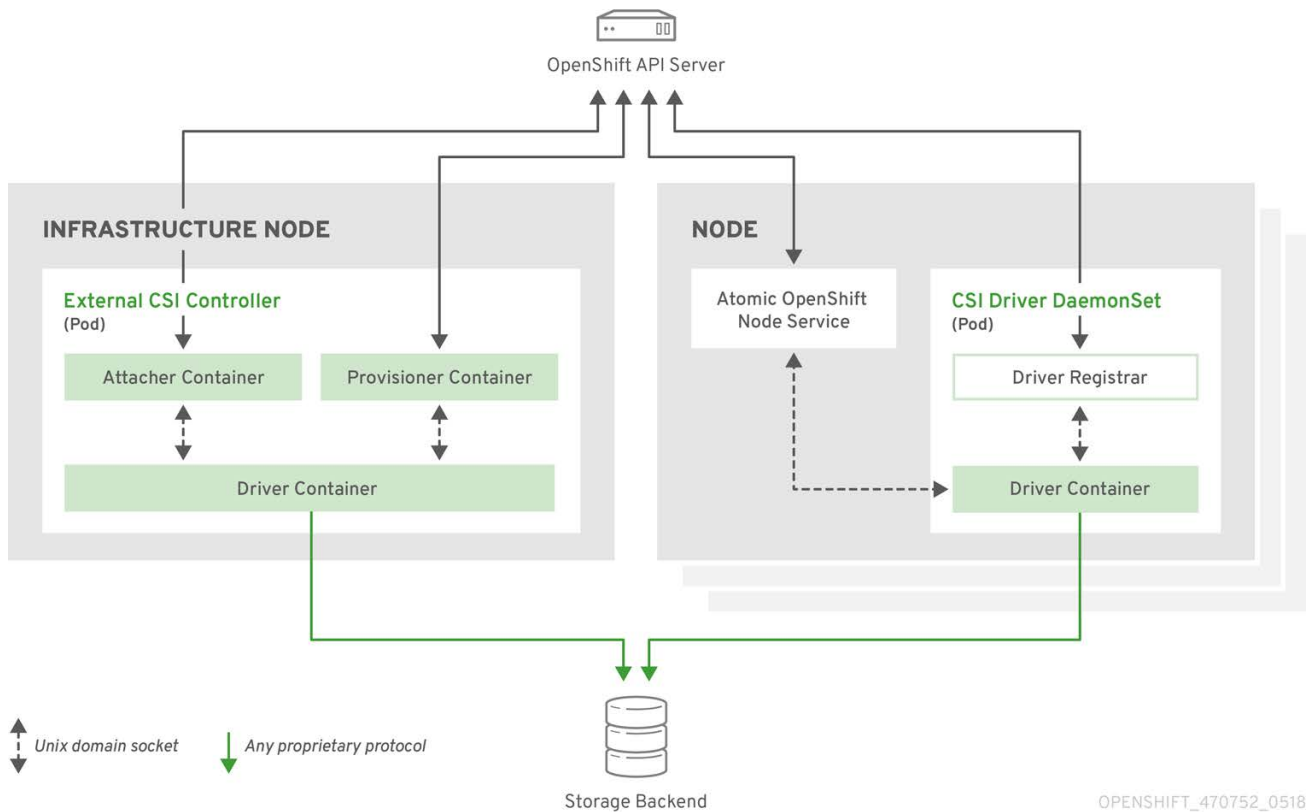 OpenShift API Server
INFRASTRUCTURE NODE
External CSI Controller
(Pod)
Attacher Container
Provisioner Container
Driver Container
NODE
Atomic OpenShift
Node Service
CSI Driver DaemonSet
(Pod)
Driver Registrar
Driver Container
Unix domain socket
Any proprietary protocol
Storage Backend
OPENSHIFT_470752_0518